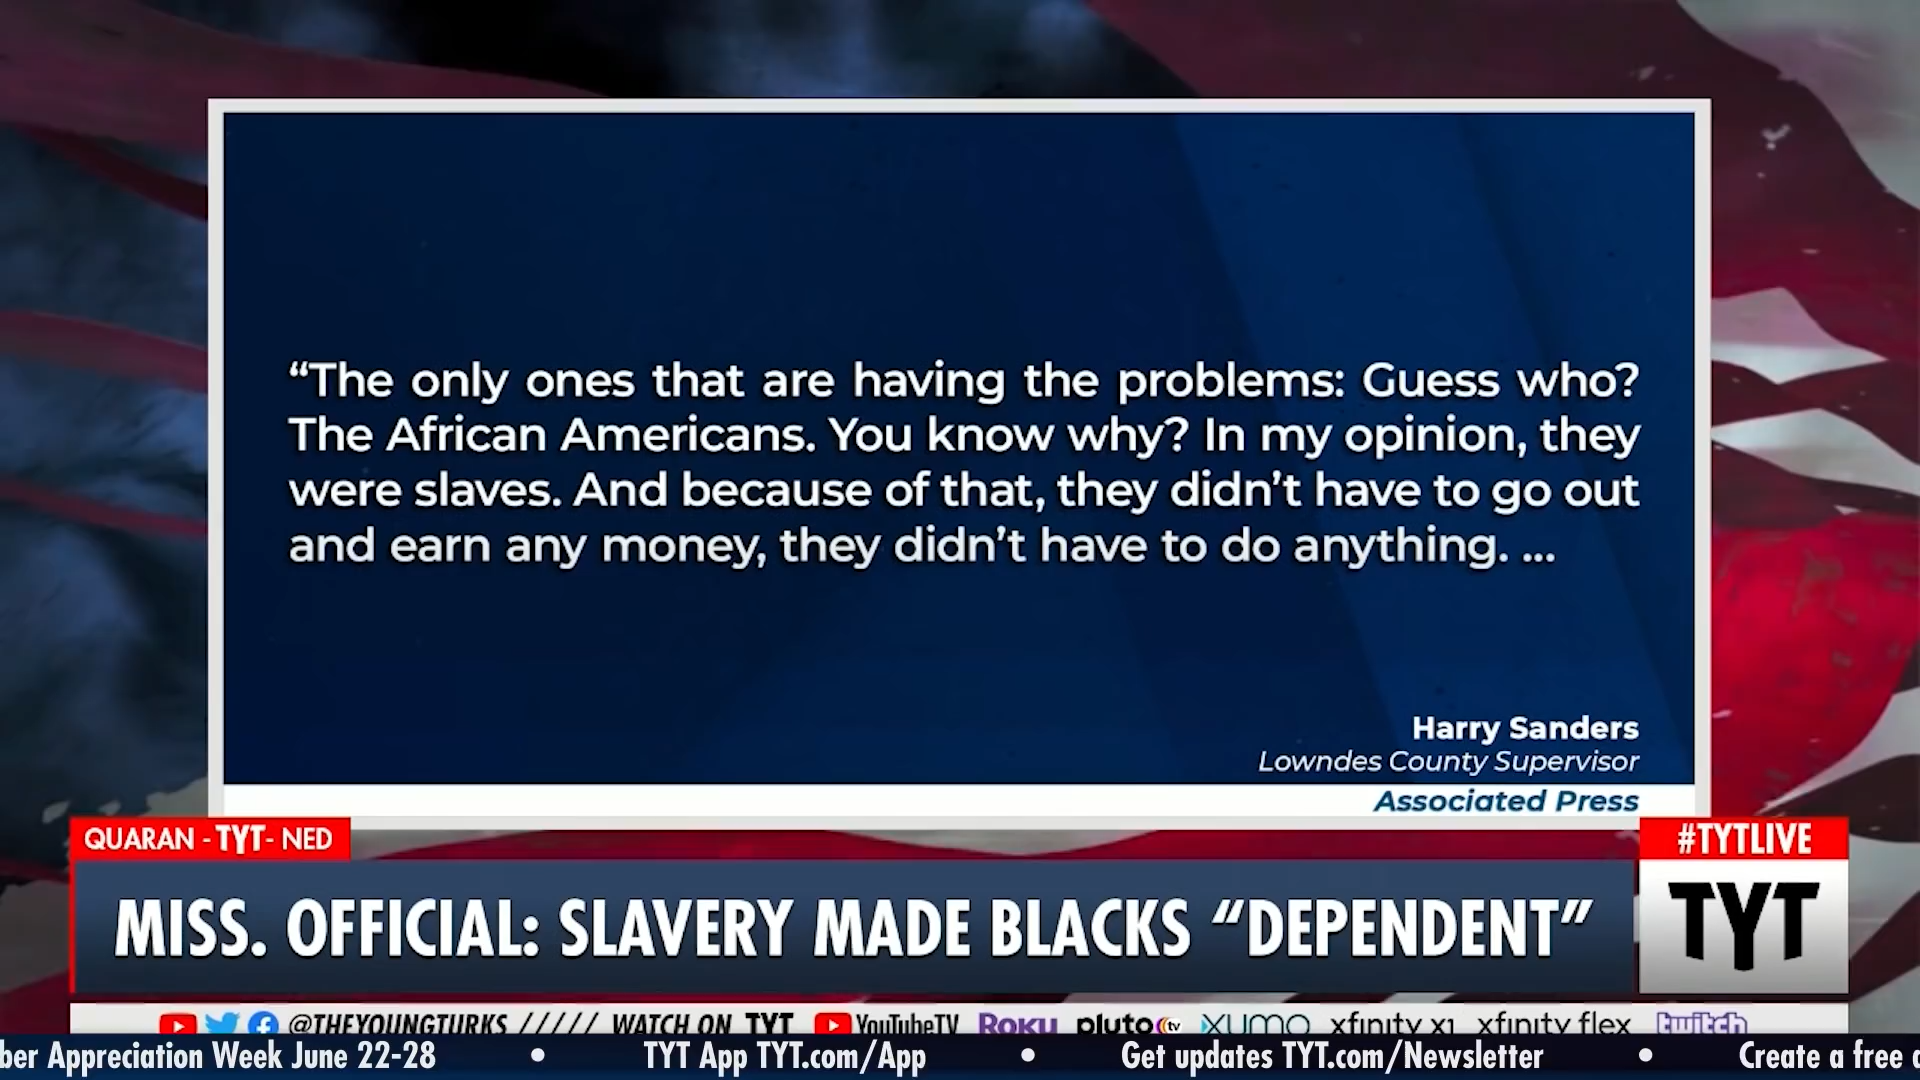 “The only ones that are having the problems: Guess who?
The African Americans. You know why? In my opinion, they
were slaves. And because of that, they didn’t have to go out
and earn any money, they didn’t have to do anything. ...
Harry Sanders
Lowndes County Supervisor
Associated Press
QUARAN -TYT- NED
#TYTLIVE
MISS. OFFICIAL: SLAVERY MADE BLACKS “DEPENDENT”
TYT
@THEYOUNGTURKS ///// WATCH ON TYT YouTubeTV Roku pluto tv XUMO xfinity x1 xfinity flex twitch
ber Appreciation Week June 22-28 • TYT App TYT.com/App • Get updates TYT.com/Newsletter • Create a free